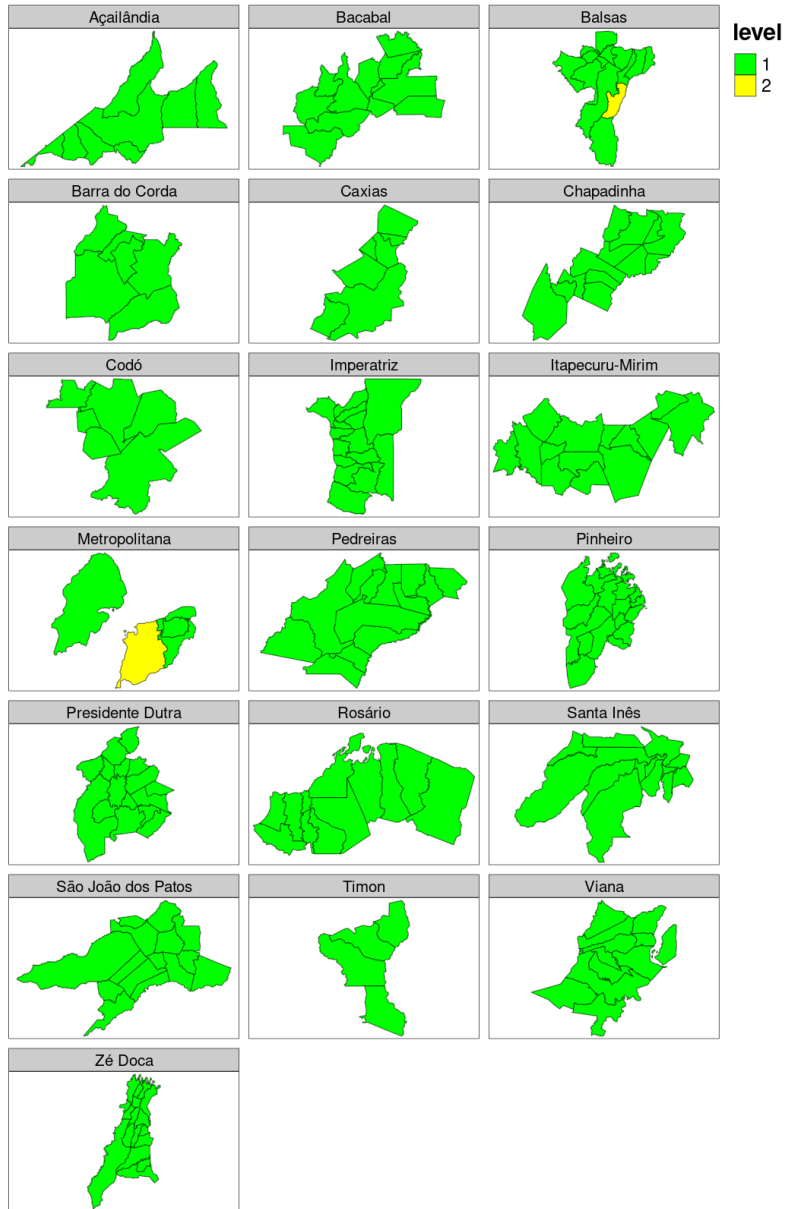 Açailândia
Bacabal
Balsas
level
1
2
Barra do Corda
Caxias
Chapadinha
Codó
Imperatriz
Itapecuru-Mirim
Metropolitana
Pedreiras
Pinheiro
Presidente Dutra
Rosário
Santa Inês
São João dos Patos
Timon
Viana
Zé Doca